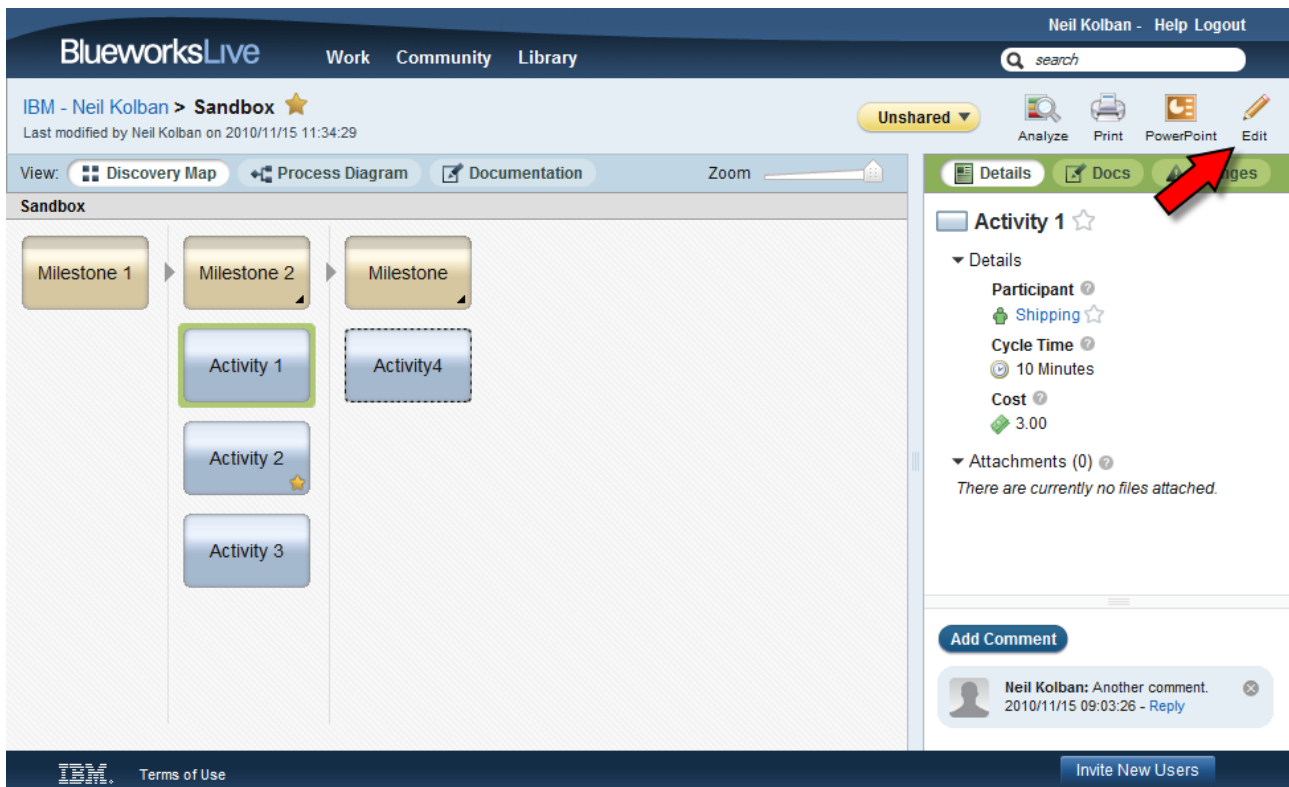 Neil Kolban - Help Logout
BlueworksLive Work Community Library search
IBM - Neil Kolban > Sandbox
Last modified by Neil Kolban on 2010/11/15 11:34:29
Unshared
Analyze Print PowerPoint Edit
View: Discovery Map Process Diagram Documentation Zoom
Details Docs
Sandbox
Milestone 1 Milestone 2 Milestone
Activity 1 Activity4
Activity 2
Activity 3
Activity 1
Details
Participant
Shipping
Cycle Time
10 Minutes
Cost
3.00
Attachments (0)
There are currently no files attached.
Add Comment
Neil Kolban: Another comment.
2010/11/15 09:03:26 - Reply
IBM. Terms of Use
Invite New Users